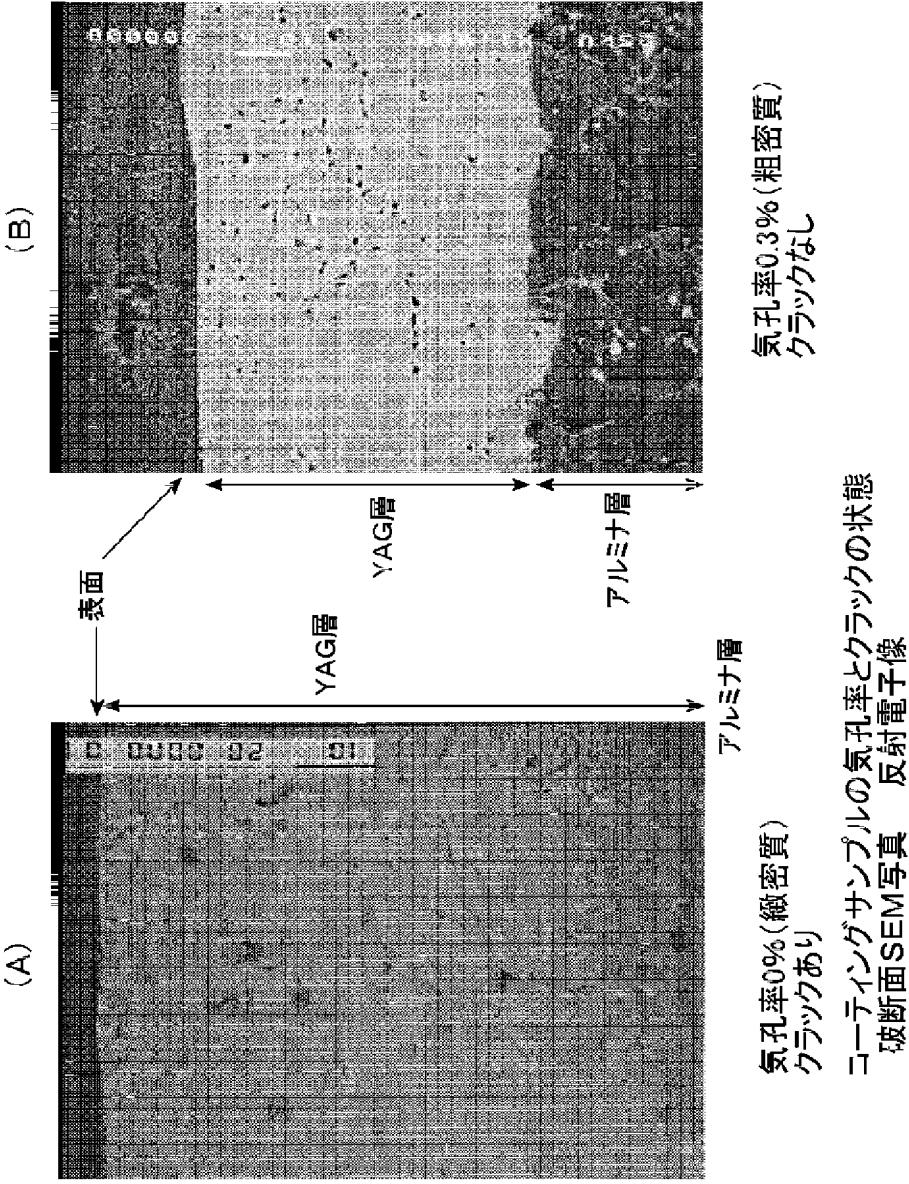 (A)
(B)
表面
YAG層
アルミナ層
YAG層
アルミナ層
気孔率0%(緻密質)
クラックあり
気孔率0.3%(粗密質)
クラックなし
コーティングサンプルの気孔率とクラックの状態
破断面SEM写真 反射電子像